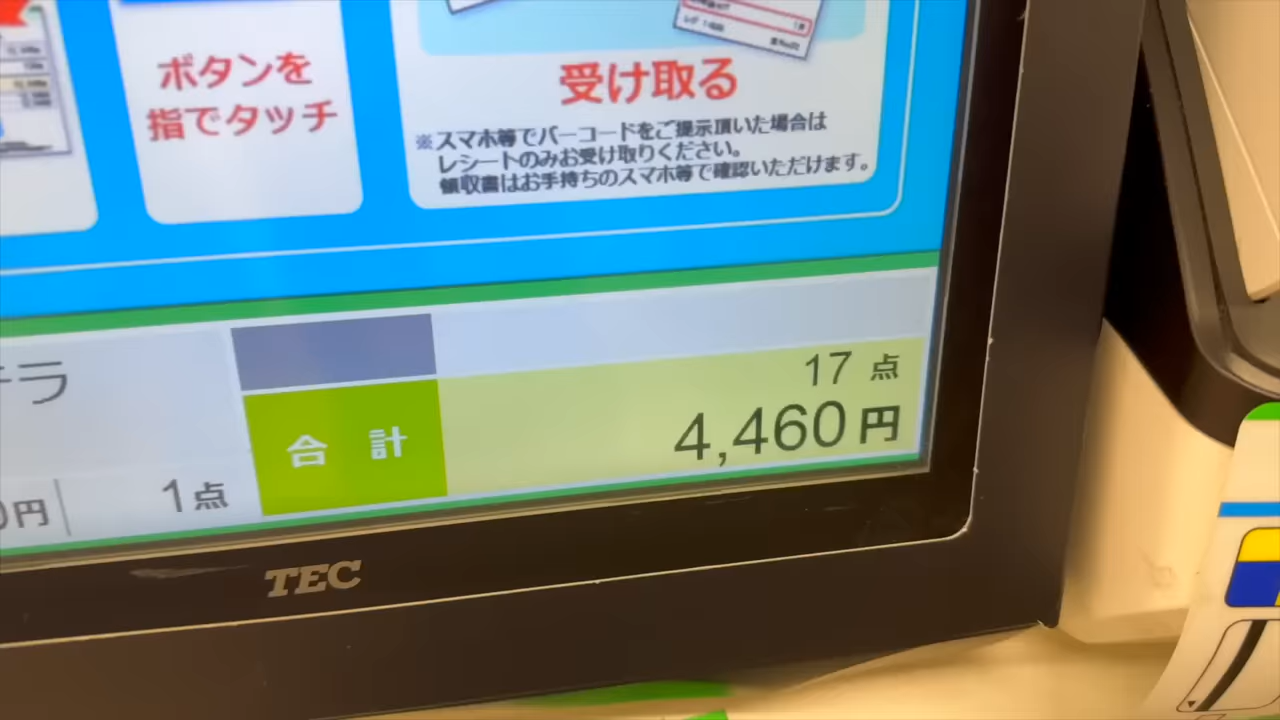 ボタンを
指でタッチ
受け取る
※スマホ等でバーコードをご提示頂いた場合は
レシートのみお受け取りください。
領収書はお手持ちのスマホ等で確認いただけます。
ラ
円
1点
合 計
17 点
4,460 円
TEC